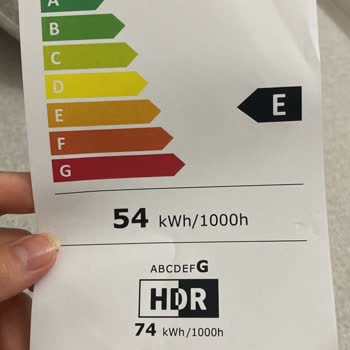 A
B
C
D
E
E
F
G
54 kWh/1000h
ABCDEFG
HDR
74 kWh/1000h